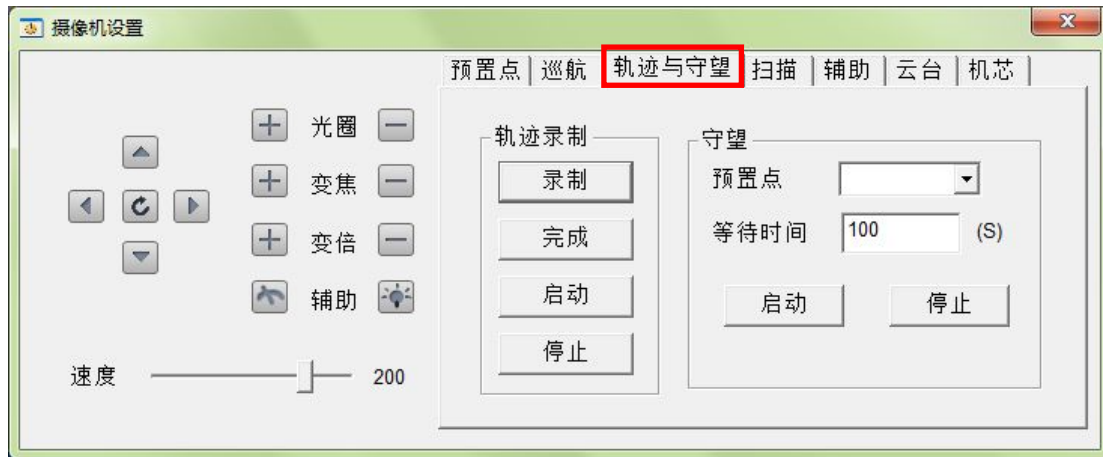 摄像机设置
预置点 巡航 轨迹与守望 扫描 辅助 云台 机芯
光圈
变焦
变倍
辅助
速度 200
轨迹录制
录制
完成
启动
停止
守望
预置点
等待时间 100 (S)
启动 停止